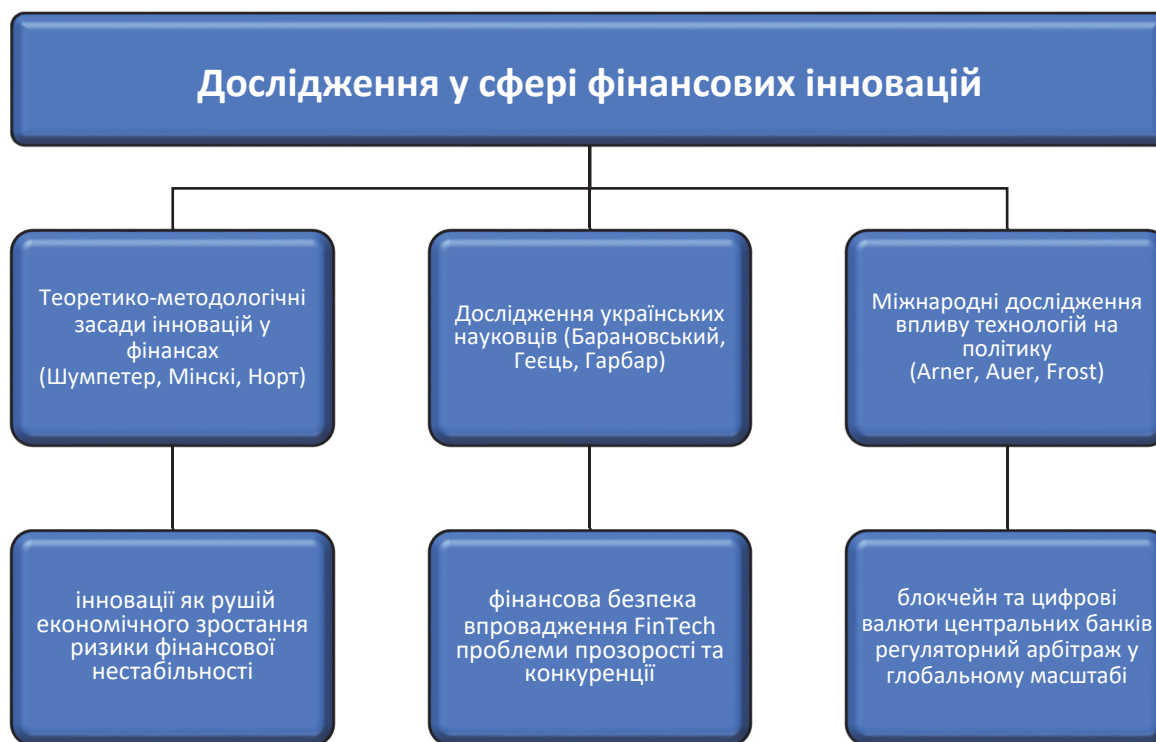 Дослідження у сфері фінансових інновацій
Теоретико-методологічні
засади інновацій у
фінансах
(Шумпетер, Мінскі, Норт)
Дослідження українських
науковців (Барановський,
Геєць, Гарбар)
Міжнародні дослідження
впливу технологій на
політику
(Arner, Auer, Frost)
інновації як рушій
економічного зростання
ризики фінансової
нестабільності
фінансова безпека
впровадження FinTech
проблеми прозорості та
конкуренції
блокчейн та цифрові
валюти центральних банків
регуляторний арбітраж у
глобальному масштабі